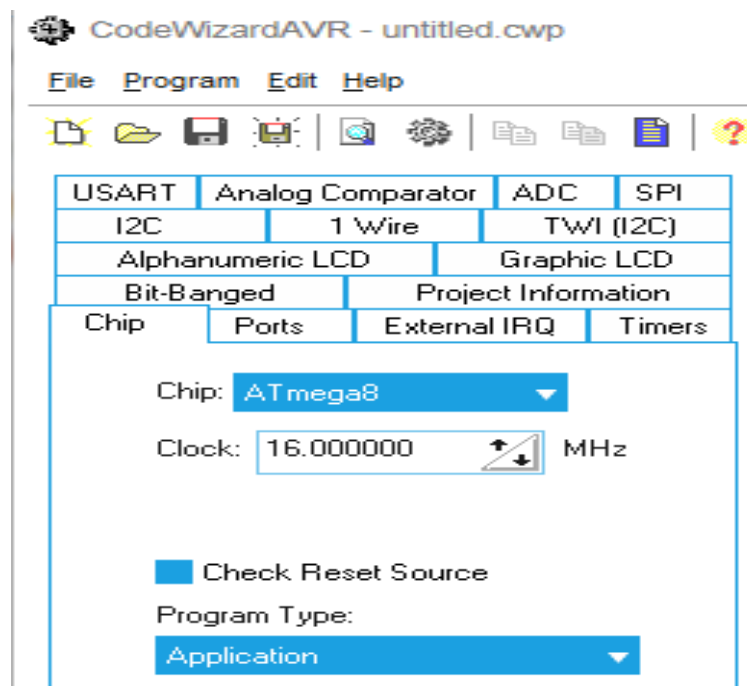 CodeWizardAVR - untitled.cwp
File Program Edit Help
?
USART Analog Comparator ADC SPI
I2C 1 Wire TWI (I2C)
Alphanumeric LCD Graphic LCD
Bit-Banged Project Information
Chip Ports External IRQ Timers
Chip: ATmega8
Clock: 16.000000 MHz
Check Reset Source
Program Type:
Application